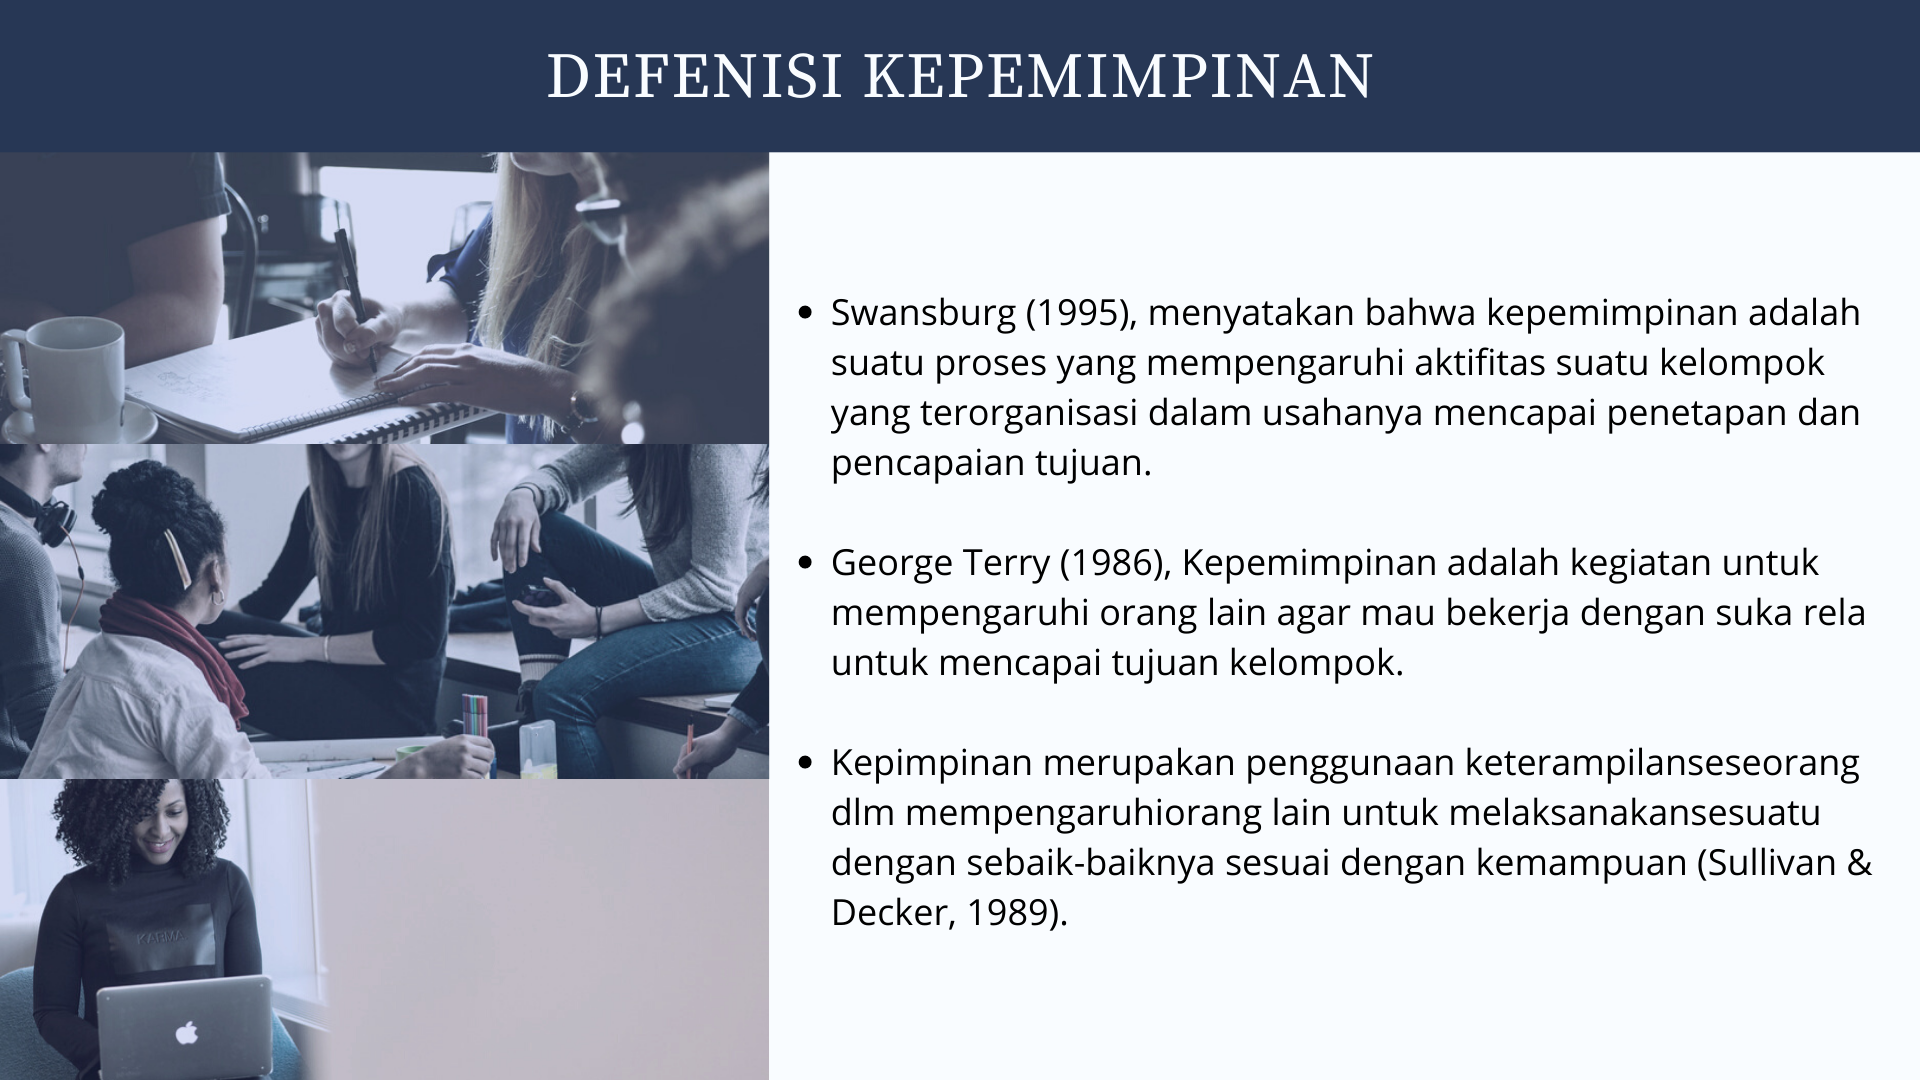 DEFENISI KEPEMIMPINAN
Swansburg (1995), menyatakan bahwa kepemimpinan adalah
suatu proses yang mempengaruhi aktifitas suatu kelompok
yang terorganisasi dalam usahanya mencapai penetapan dan
pencapaian tujuan.
George Terry (1986), Kepemimpinan adalah kegiatan untuk
mempengaruhi orang lain agar mau bekerja dengan suka rela
untuk mencapai tujuan kelompok.
Kepimpinan merupakan penggunaan keterampilanseseorang
dlm mempengaruhiorang lain untuk melaksanakansesuatu
dengan sebaik-baiknya sesuai dengan kemampuan (Sullivan &
Decker, 1989).
KARMA